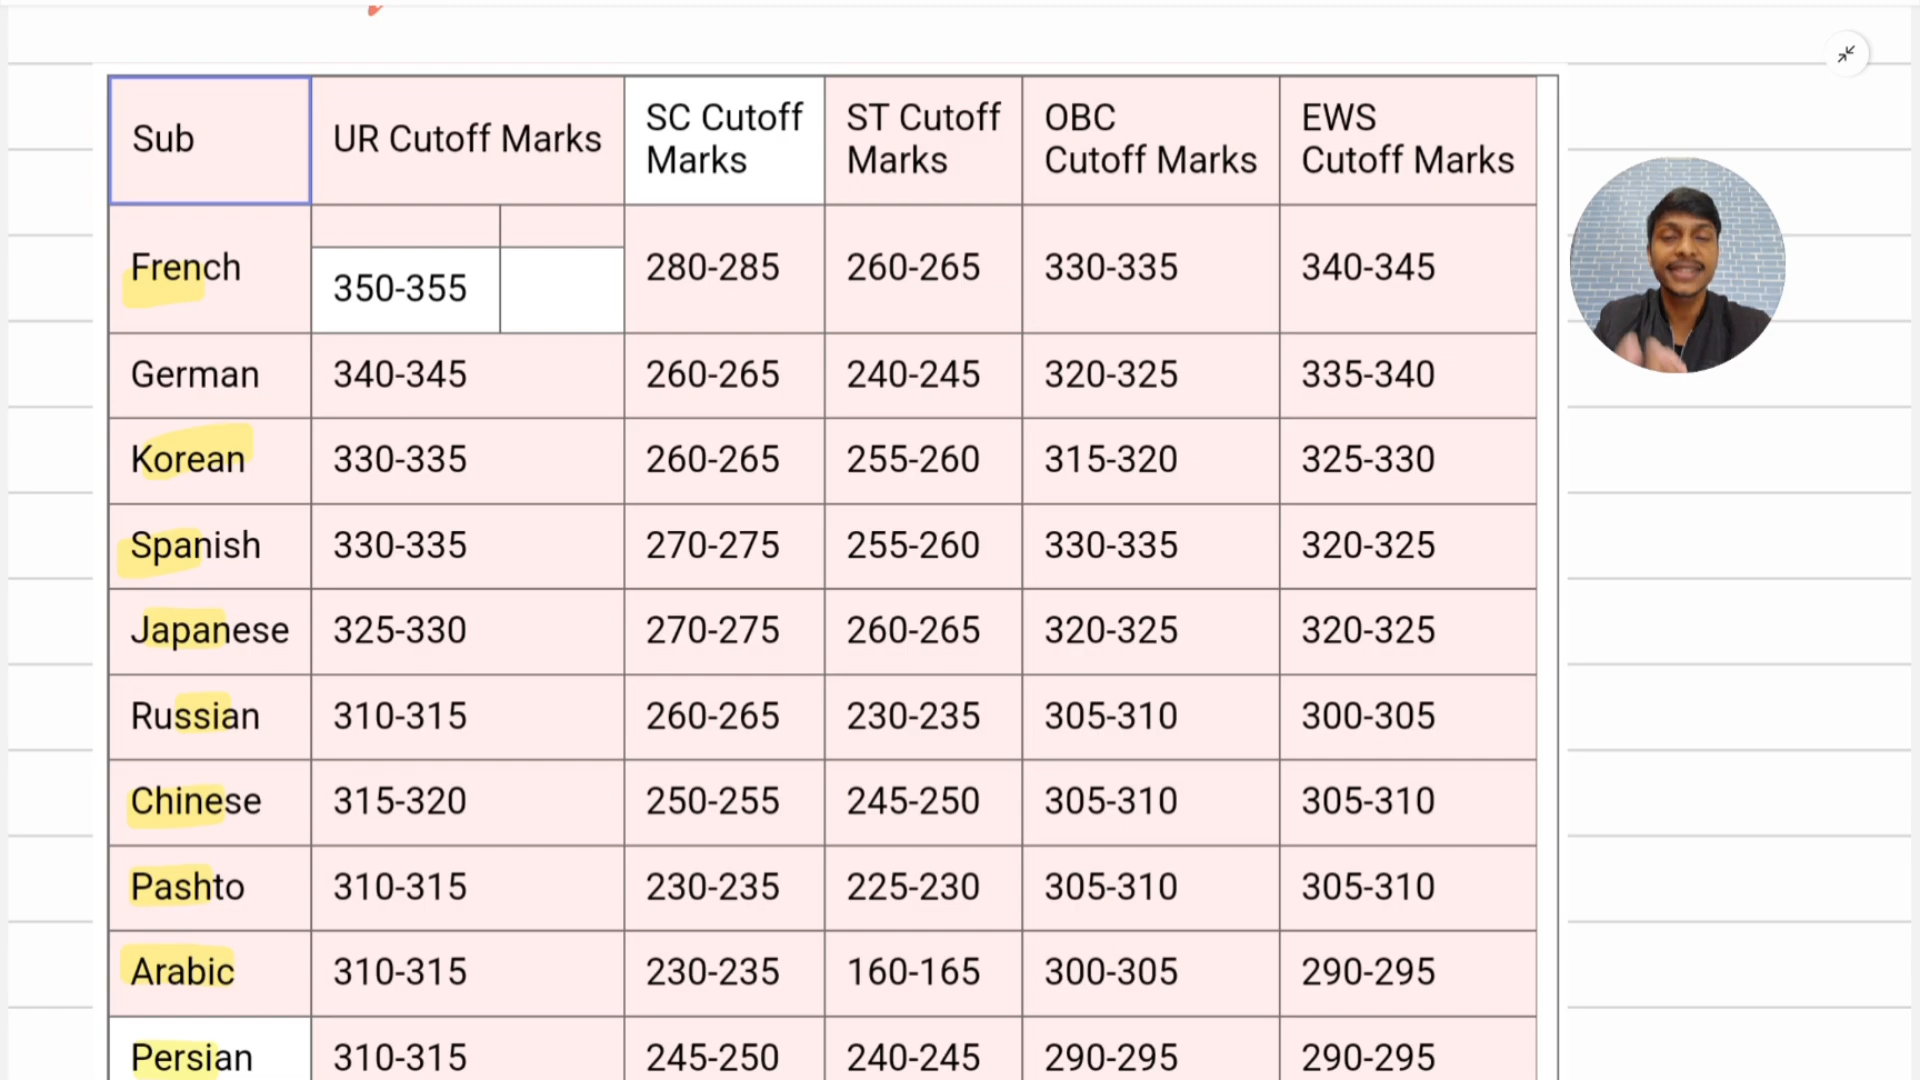 Sub UR Cutoff Marks SC Cutoff Marks ST Cutoff Marks OBC Cutoff Marks EWS Cutoff Marks
French 350-355 280-285 260-265 330-335 340-345
German 340-345 260-265 240-245 320-325 335-340
Korean 330-335 260-265 255-260 315-320 325-330
Spanish 330-335 270-275 255-260 330-335 320-325
Japanese 325-330 270-275 260-265 320-325 320-325
Russian 310-315 260-265 230-235 305-310 300-305
Chinese 315-320 250-255 245-250 305-310 305-310
Pashto 310-315 230-235 225-230 305-310 305-310
Arabic 310-315 230-235 160-165 300-305 290-295
Persian 310-315 245-250 240-245 290-295 290-295